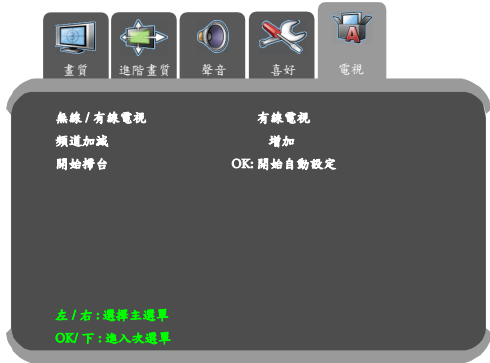 畫質 進階畫質 聲音 喜好 電視
無線 / 有線電視 有線電視
頻道加減 增加
開始掃台 OK: 開始自動設定
左 / 右 : 選擇主選單
OK/ 下 : 進入次選單